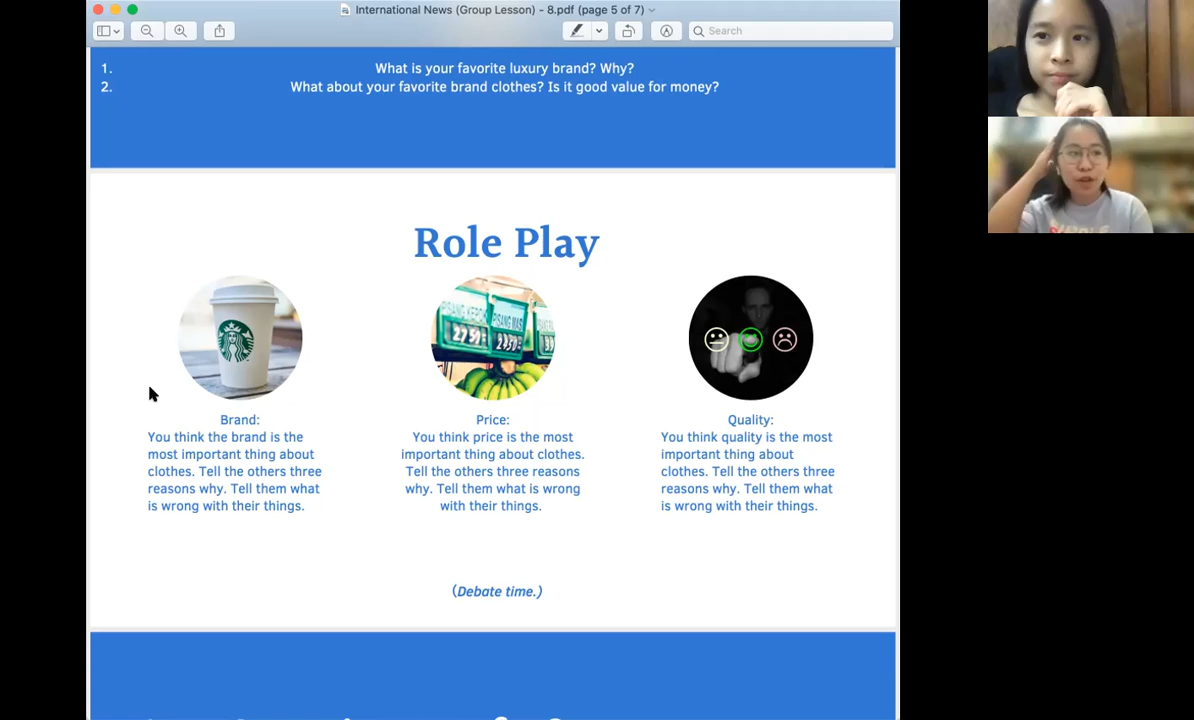 International News (Group Lesson) - 8.pdf (page 5 of 7)
Search
1. What is your favorite luxury brand? Why?
2. What about your favorite brand clothes? Is it good value for money?
Role Play
PISANG MAS
2750
2450
Brand:
You think the brand is the
most important thing about
clothes. Tell the others three
reasons why. Tell them what
is wrong with their things.
Price:
You think price is the most
important thing about clothes.
Tell the others three reasons
why. Tell them what is wrong
with their things.
Quality:
You think quality is the most
important thing about
clothes. Tell the others three
reasons why. Tell them what
is wrong with their things.
(Debate time.)